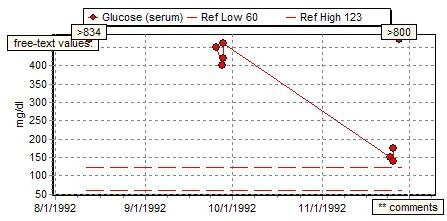 Glucose (serum) Ref Low 60 Ref High 123
>834 >800
free-text values:
400
350
300
250
200
150
100
50
mg/dl
8/1/1992 9/1/1992 10/1/1992 11/1/1992
** comments